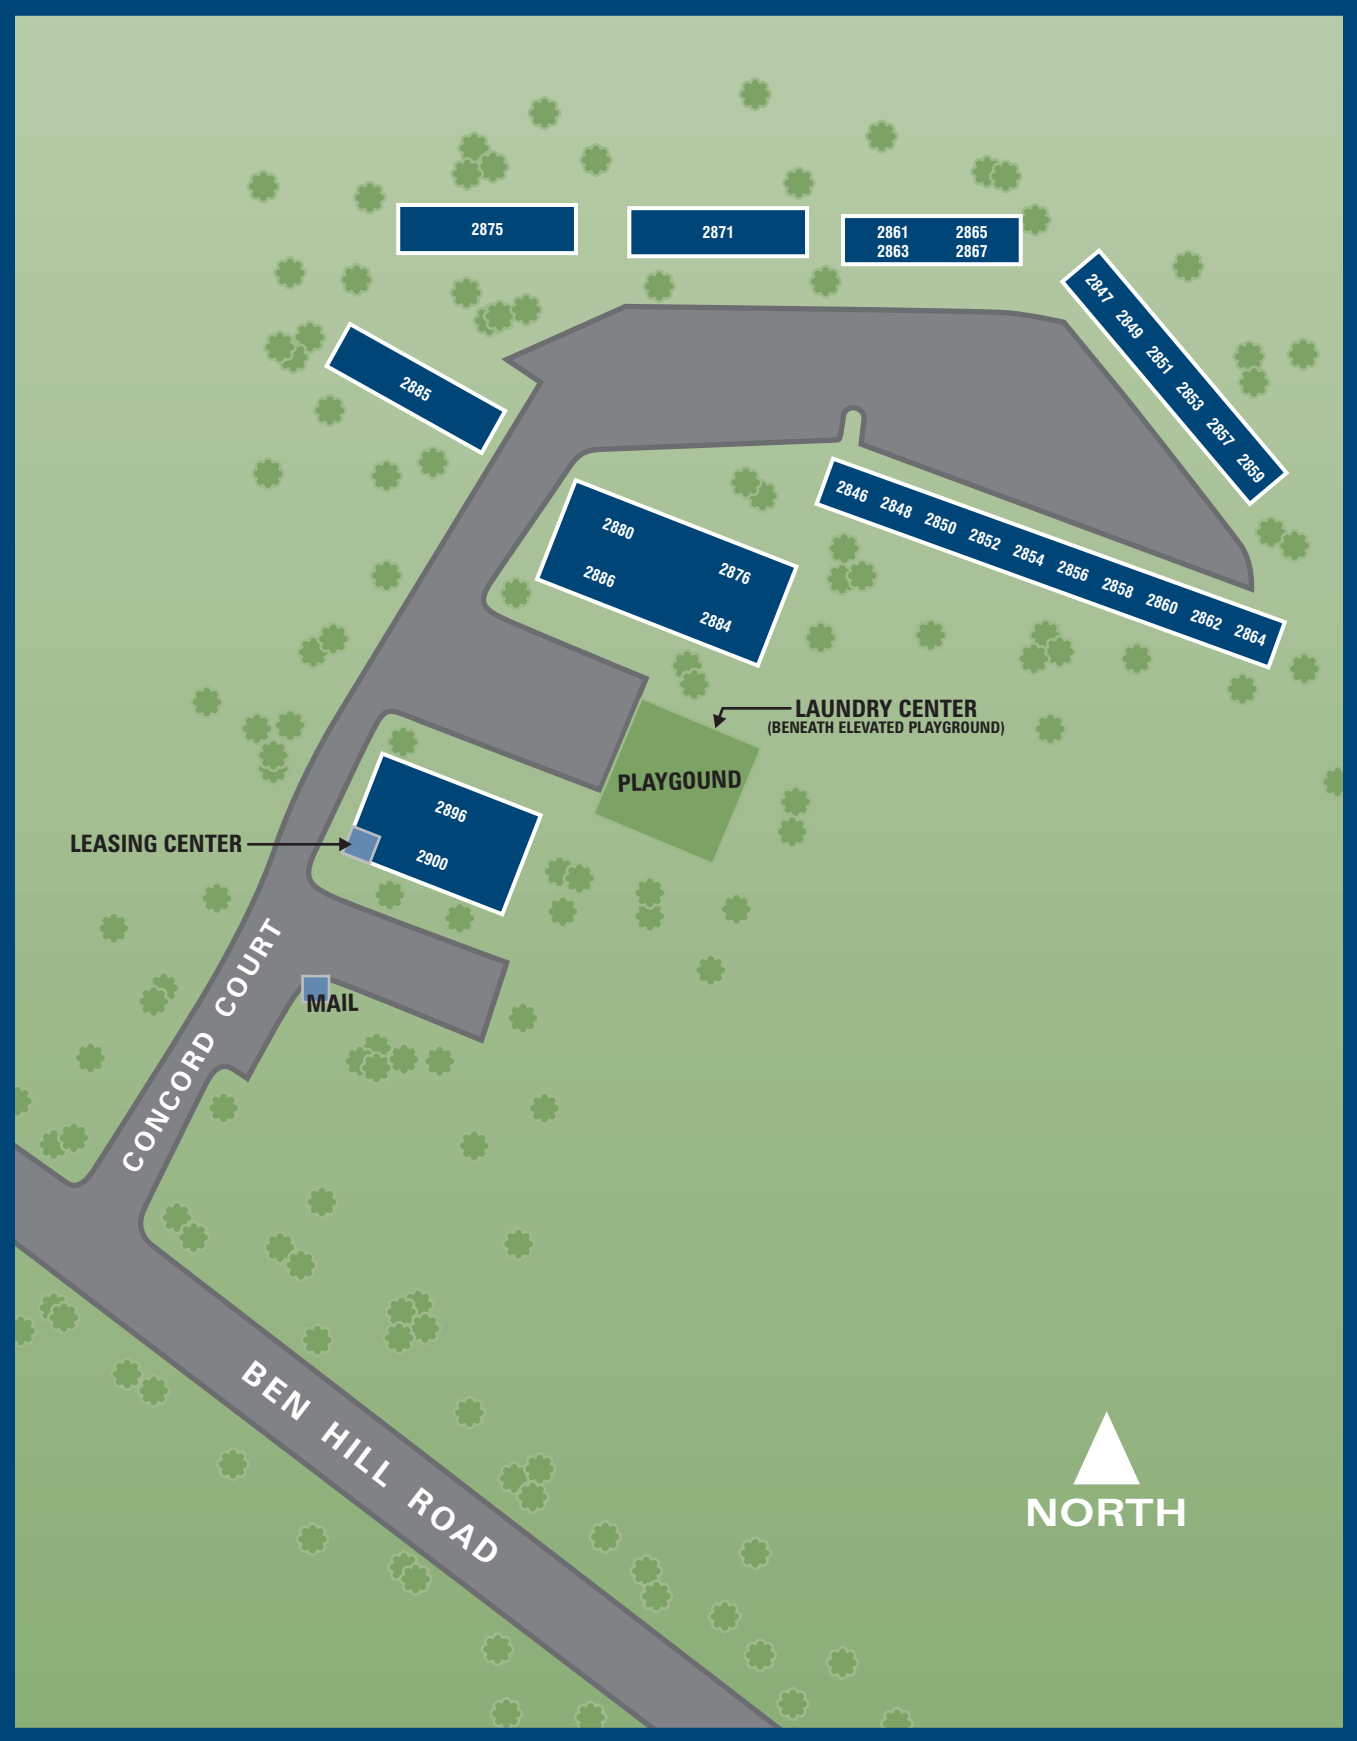 2875
2871
2861 2865
2863 2867
2847 2849 2851 2853 2857 2859
2885
2846 2848 2850 2852 2854 2856 2858 2860 2862 2864
2880
2876
2886
2884
LAUNDRY CENTER
(BENEATH ELEVATED PLAYGROUND)
PLAYGOUND
2896
2900
LEASING CENTER
MAIL
CONCORD COURT
BEN HILL ROAD
NORTH